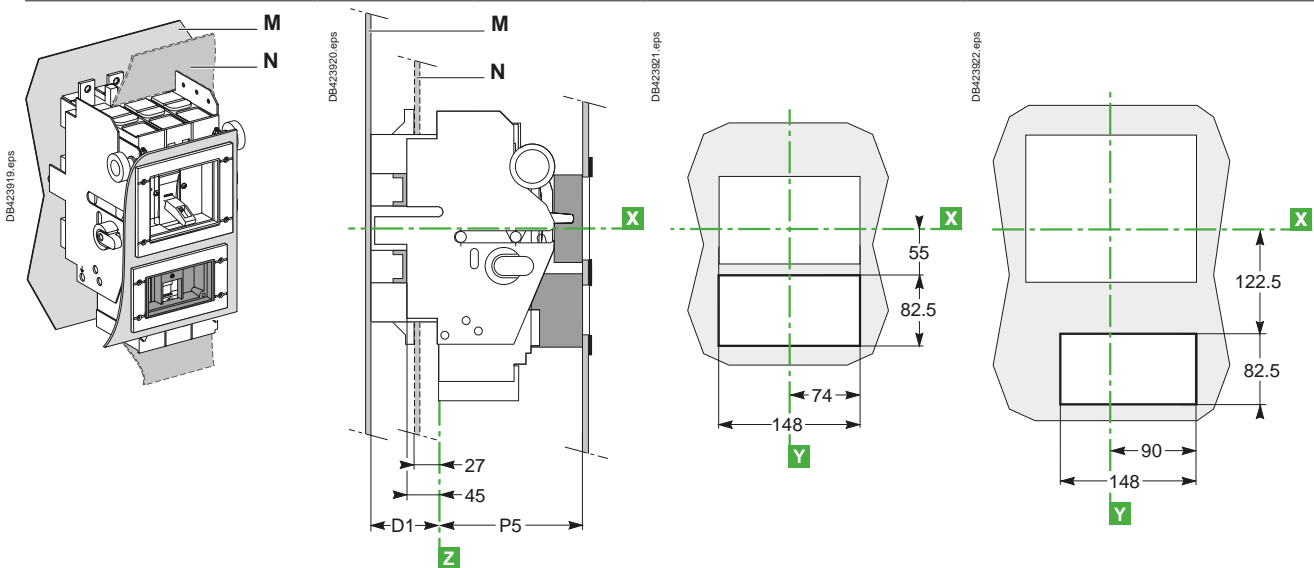 M
N
DB423919.eps
DB423920.eps
M
N
X
27
45
D1
P5
Z
DB423921.eps
X
55
82.5
74
148
Y
DB423922.eps
X
122.5
82.5
90
148
Y